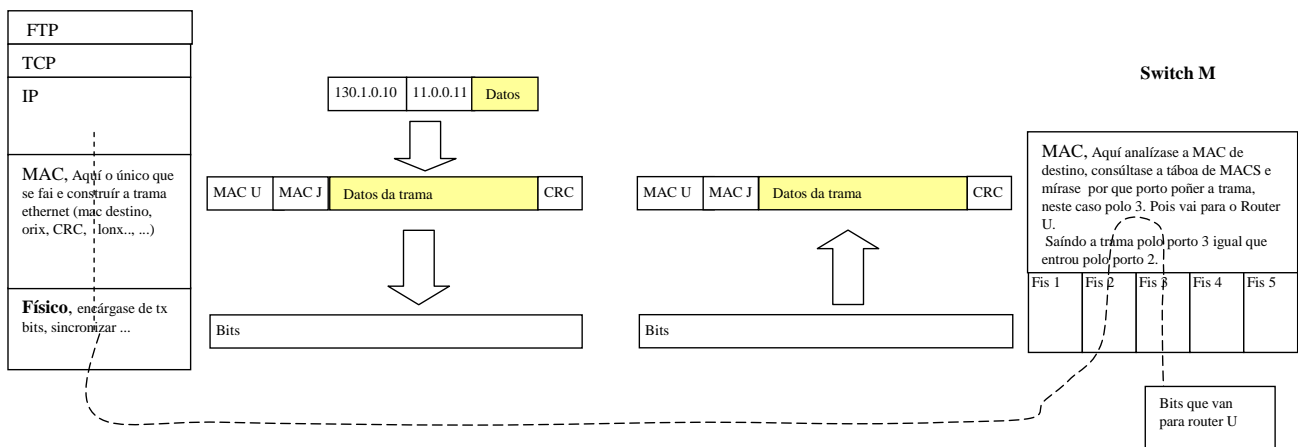 FTP
TCP
IP
MAC, Aquí o único que
se fai e construír a trama
ethernet (mac destino,
orix, CRC, lonx.., ...)
Físico, encárgase de tx
bits, sincronizar ...
130.1.0.10 11.0.0.11 Datos
MAC U MAC J Datos da trama CRC
Bits
MAC U MAC J Datos da trama CRC
Bits
Switch M
MAC, Aquí analízase a MAC de
destino, consúltase a táboa de MACS e
mírase por que porto poñer a trama,
neste caso polo 3. Pois vai para o Router
U.
Saíndo a trama polo porto 3 igual que
entrou polo porto 2.
Fis 1 Fis 2 Fis 3 Fis 4 Fis 5
Bits que van
para router U